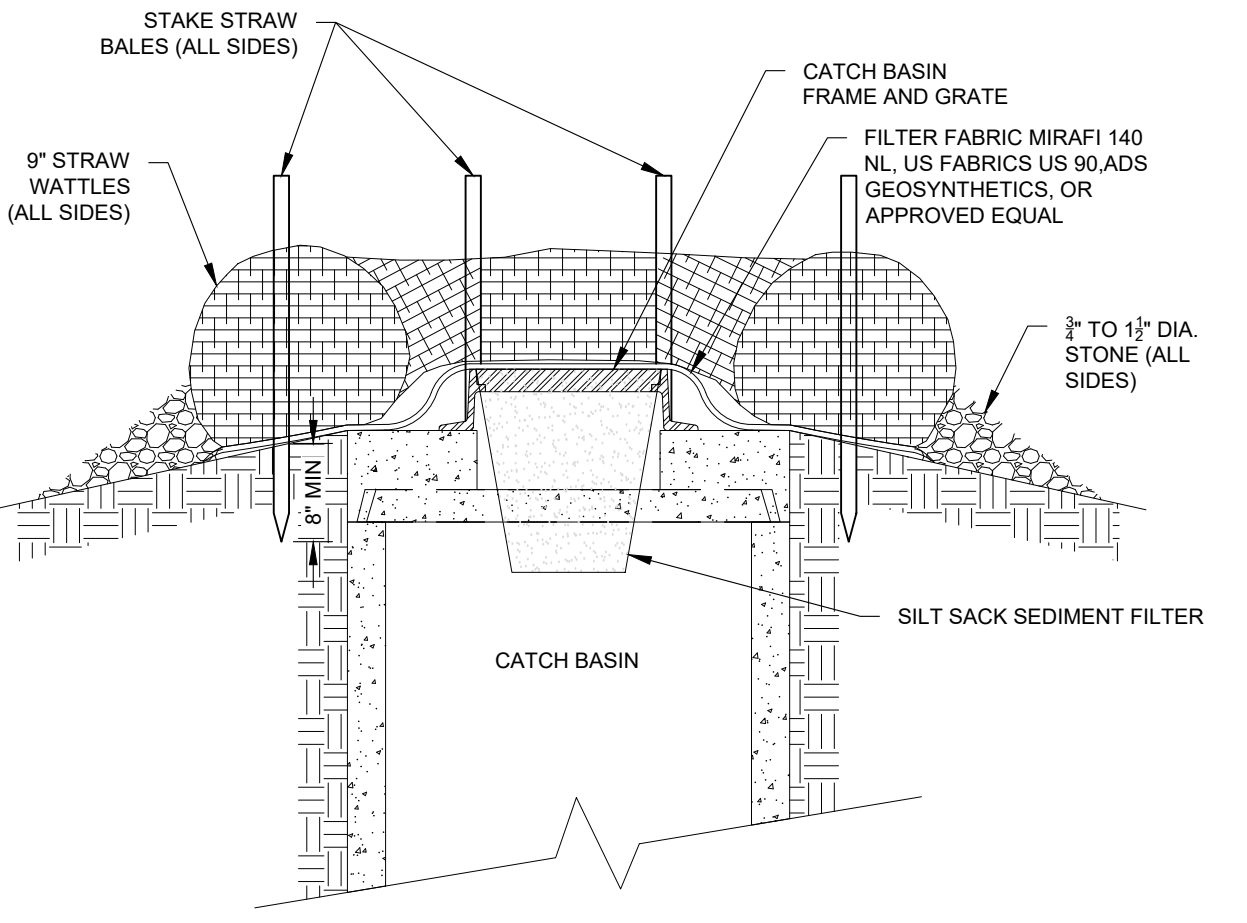 STAKE STRAW
BALES (ALL SIDES)
CATCH BASIN
FRAME AND GRATE
FILTER FABRIC MIRAFI 140
NL, US FABRICS US 90,ADS
GEOSYNTHETICS, OR
APPROVED EQUAL
9" STRAW
WATTLES
(ALL SIDES)
3/4" TO 1 1/2" DIA.
STONE (ALL
SIDES)
8" MIN
SILT SACK SEDIMENT FILTER
CATCH BASIN